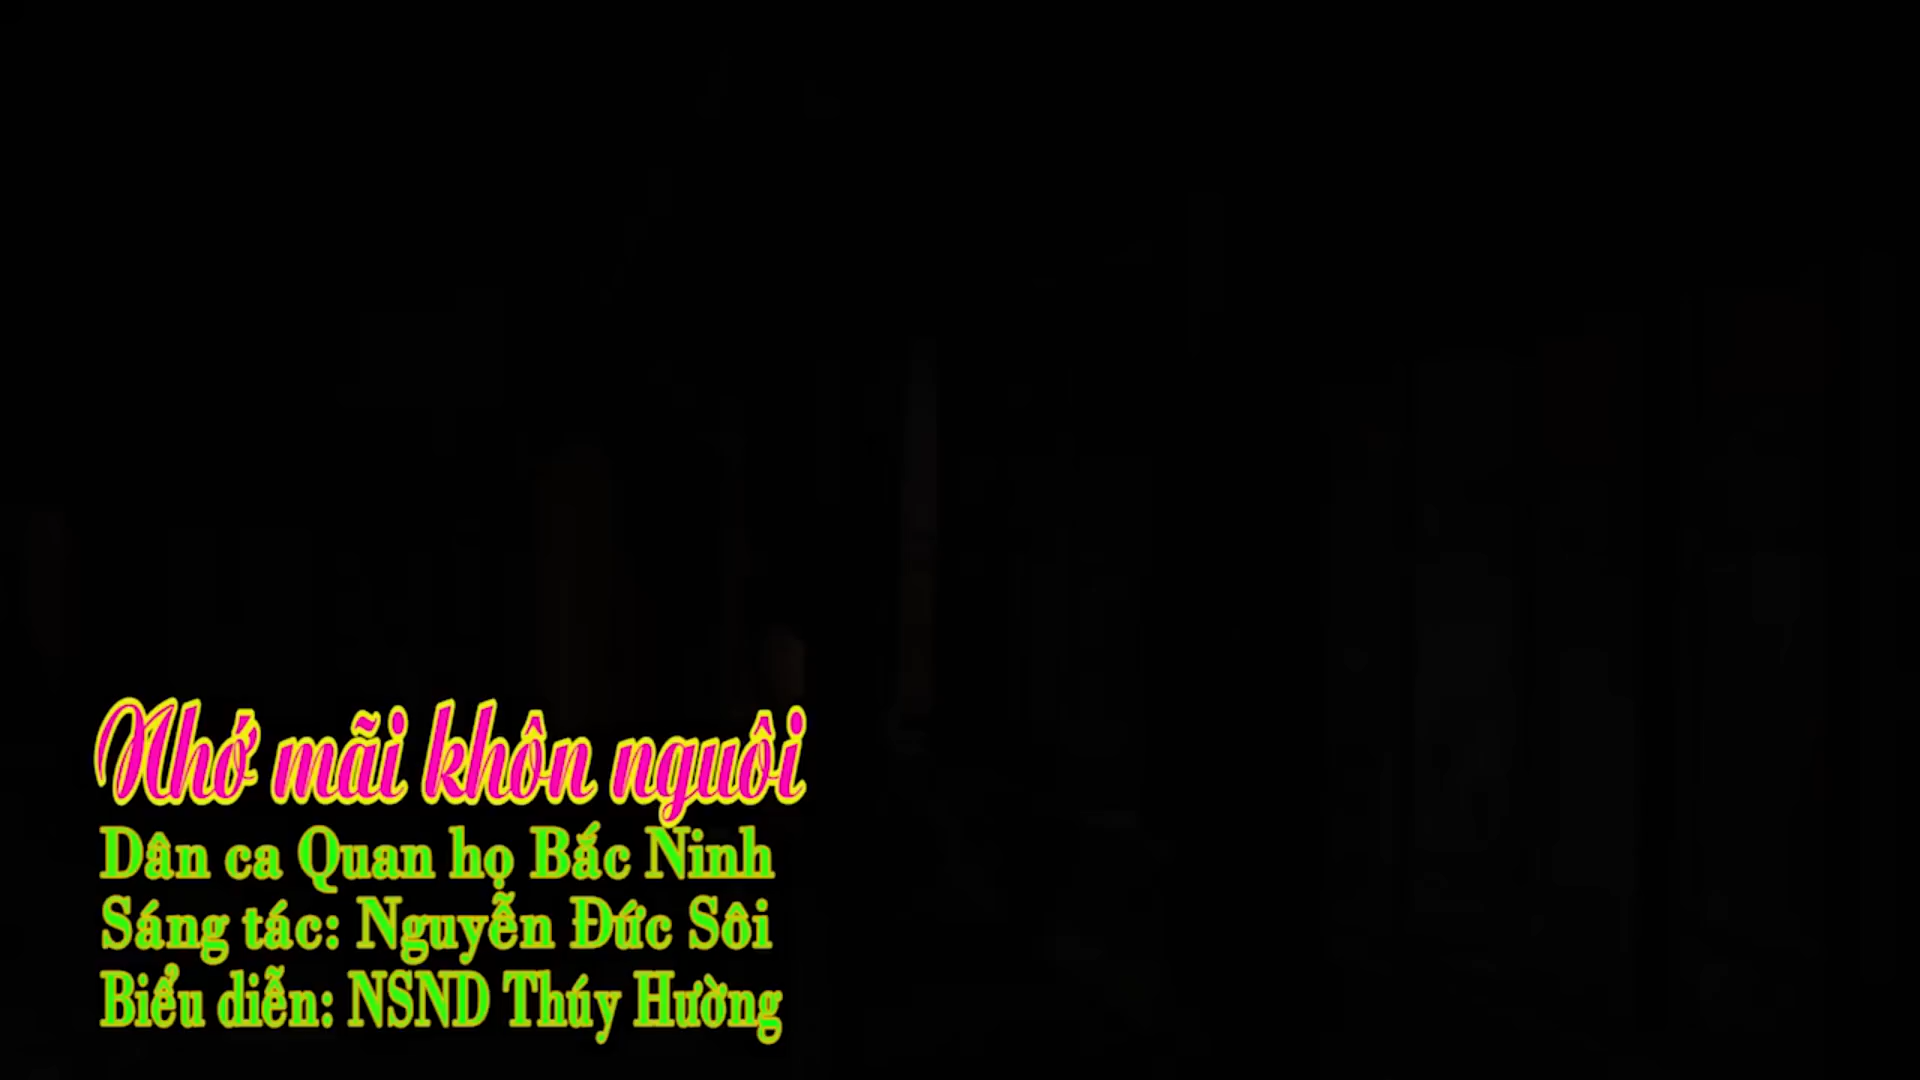 Nhớ mãi khôn nguôi
Dân ca Quan họ Bắc Ninh
Sáng tác: Nguyễn Đức Sôi
Biểu diễn: NSND Thúy Hường